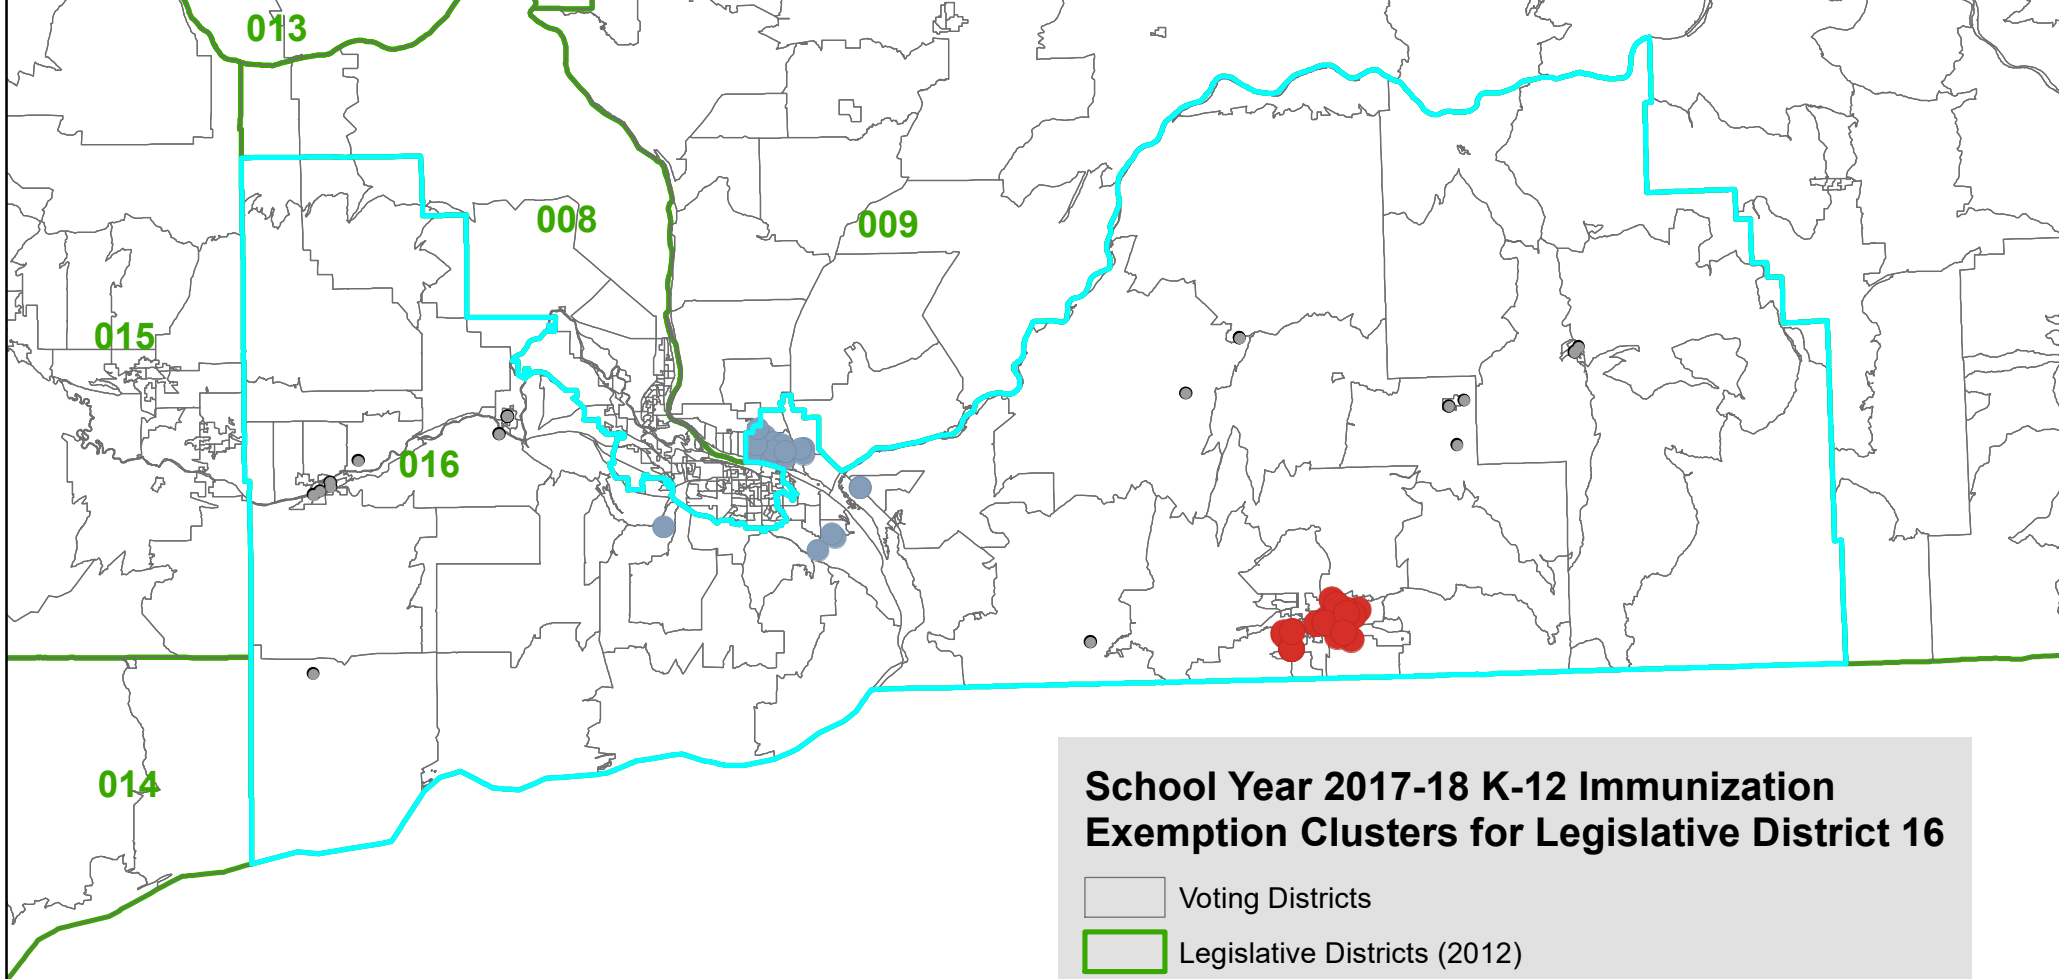 013
008
009
015
016
014
School Year 2017-18 K-12 Immunization
Exemption Clusters for Legislative District 16
Voting Districts
Legislative Districts (2012)